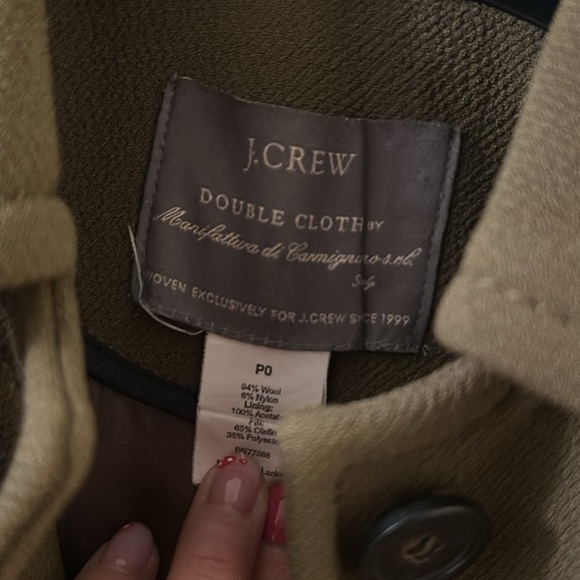 J.CREW
DOUBLE CLOTH BY
Manifattura di Carmignano s.r.l.
Italy
WOVEN EXCLUSIVELY FOR J.CREW SINCE 1999
P0
94% Wool
6% Nylon
Lining:
100% Acetate
Fill:
65% Olefin
35% Polyester
RN77388